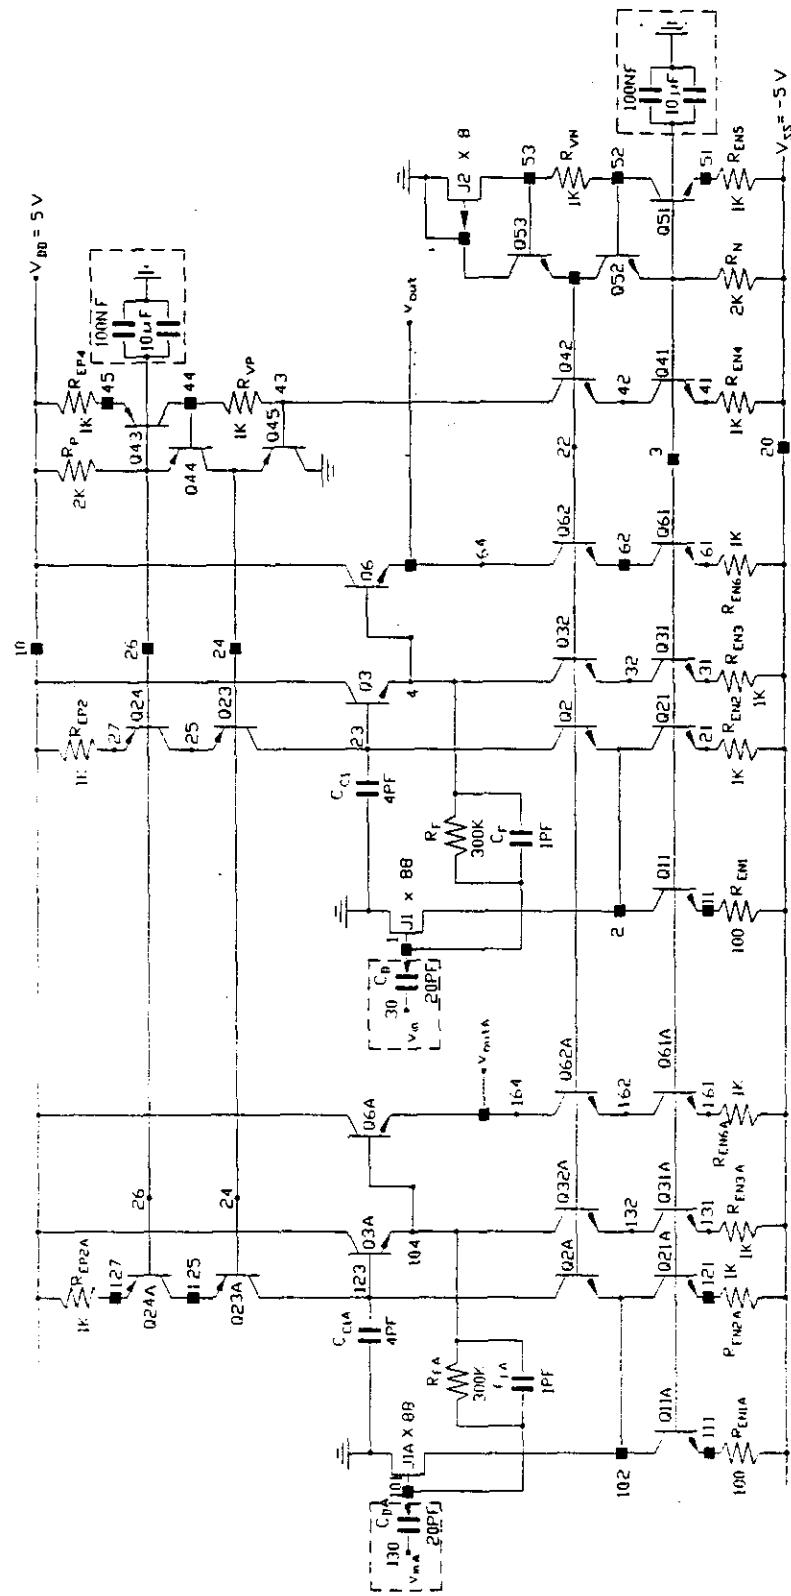 V_DD = 5 V
10
R_EP4
1K
45
100NF
10µF
R_P
2K
Q43
44
Q44
R_VP
1K
Q45
43
26
24
R_EP2
1K
27
Q24
25
Q23
Q3
4
Q6
V_out
64
23
C_C1
4PF
R_F
300K
C_F
1PF
J1 X 88
1
C_D
30
V_in
20PF
2
Q11
11
R_EN1
100
Q2
Q21
21
R_EN2
1K
Q32
32
Q31
31
R_EN3
1K
Q62
62
Q61
61
R_EN6
1K
22
3
20
Q42
42
Q41
41
R_EN4
1K
J2 X 8
1
Q53
53
R_VN
1K
52
Q52
Q51
51
R_EN5
1K
R_N
2K
100NF
10µF
V_SS = -5 V
R_EP2A
1K
127
Q24A
125
Q23A
26
24
Q3A
104
Q6A
V_outA
164
123
C_C1A
4PF
R_fA
300K
1PF
J1A X 88
101
C_DA
130
V_inA
20PF
102
Q11A
111
R_EN1A
100
Q2A
Q21A
121
1K
R_EN2A
Q32A
132
Q31A
131
R_EN3A
1K
Q62A
162
Q61A
161
R_EN6A
1K